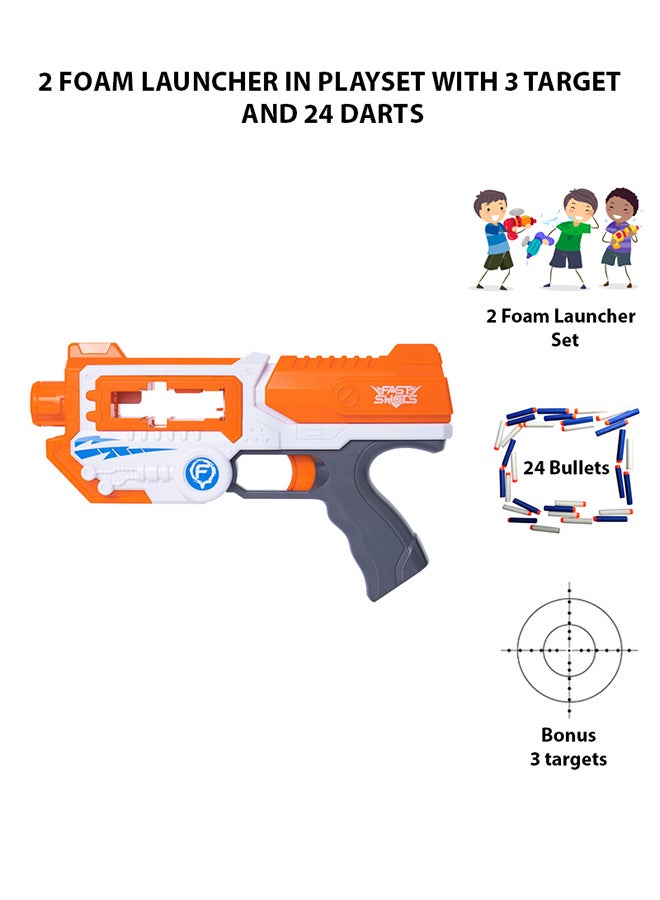 2 FOAM LAUNCHER IN PLAYSET WITH 3 TARGET
AND 24 DARTS
2 Foam Launcher
Set
FAST
SHOTS
F
24 Bullets
Bonus
3 targets